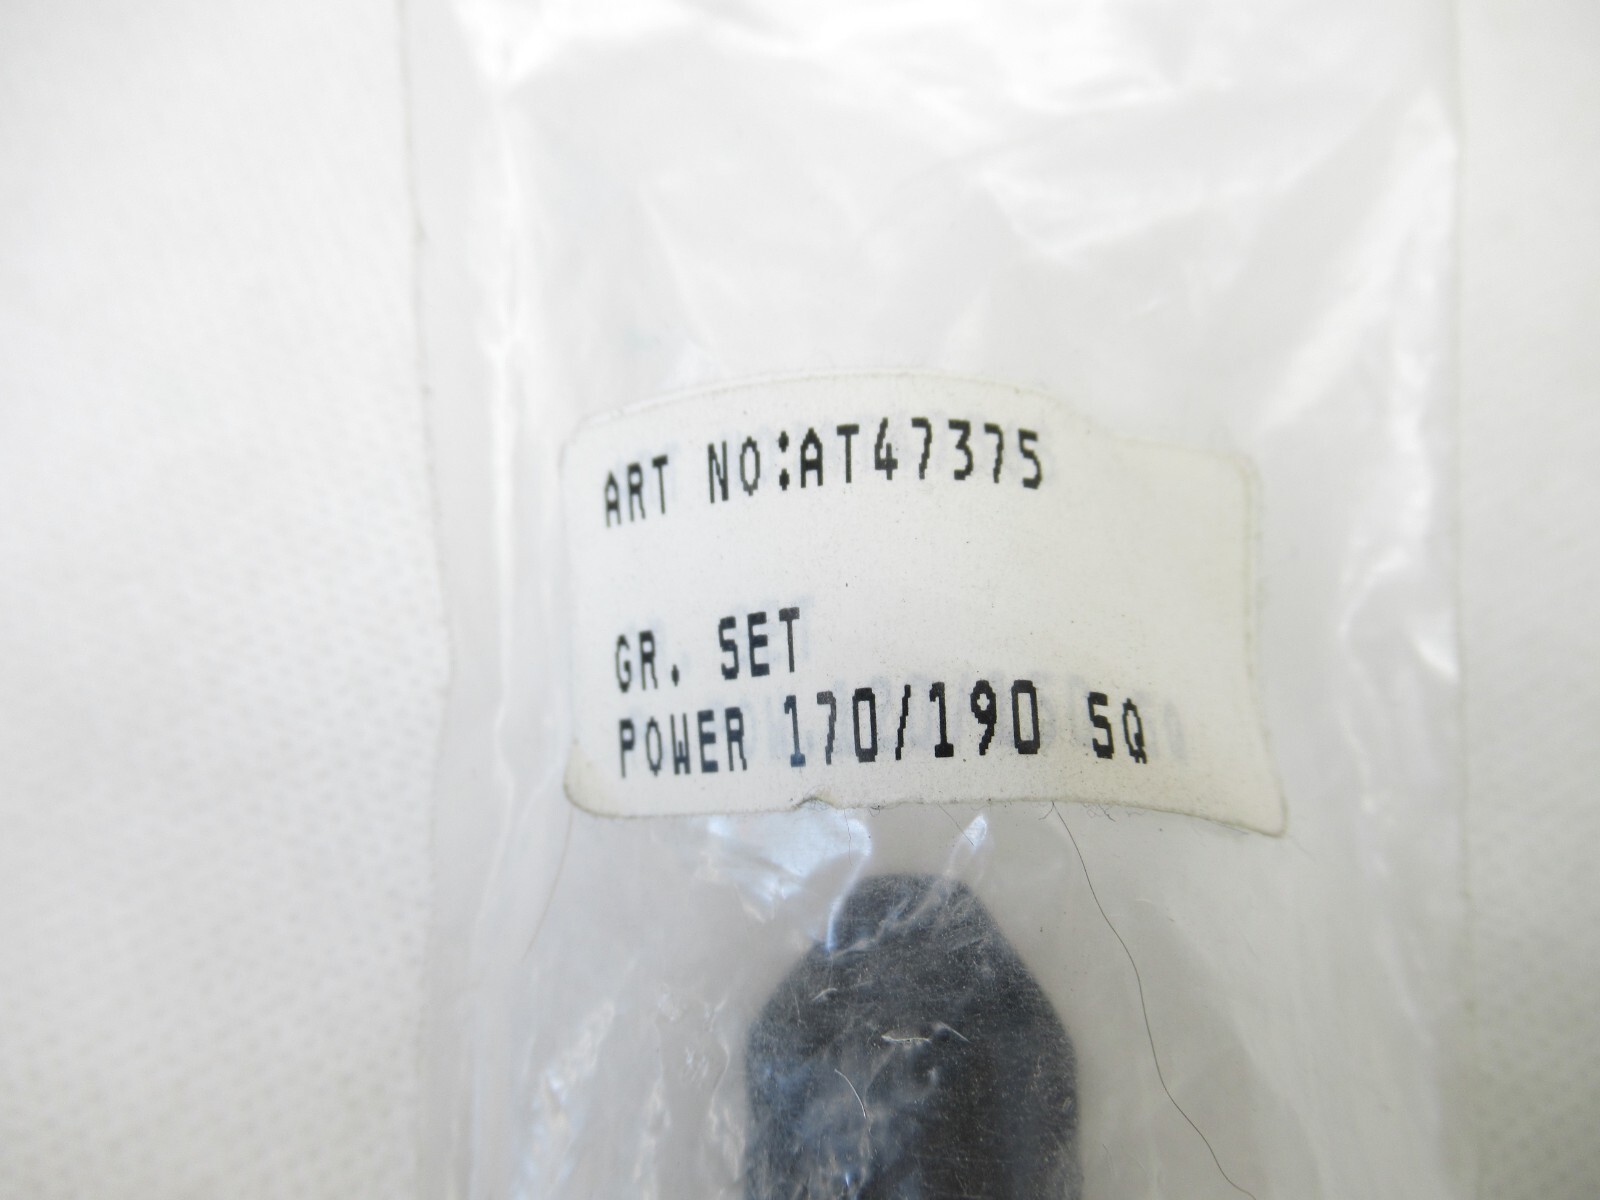 ART NO:AT47375
GR. SET
POWER 170/190 SQ